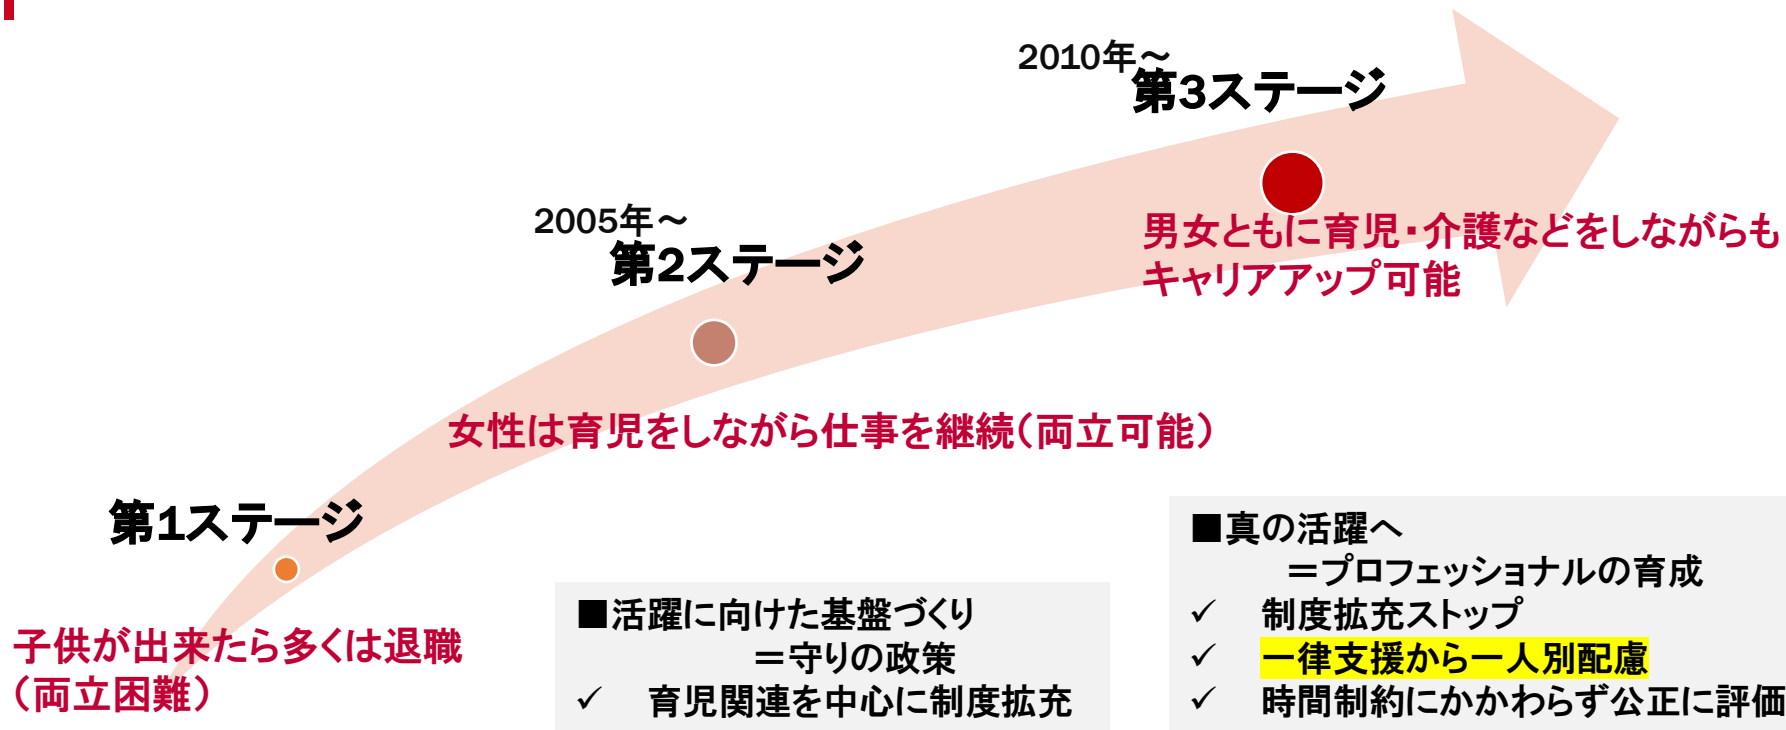 第1ステージ
子供が出来たら多くは退職
（両立困難）
2005年～
第2ステージ
女性は育児をしながら仕事を継続（両立可能）
■活躍に向けた基盤づくり
＝守りの政策
✓ 育児関連を中心に制度拡充
2010年～
第3ステージ
男女ともに育児・介護などをしながらも
キャリアアップ可能
■真の活躍へ
＝プロフェッショナルの育成
✓ 制度拡充ストップ
✓ 一律支援から一人別配慮
✓ 時間制約にかかわらず公正に評価